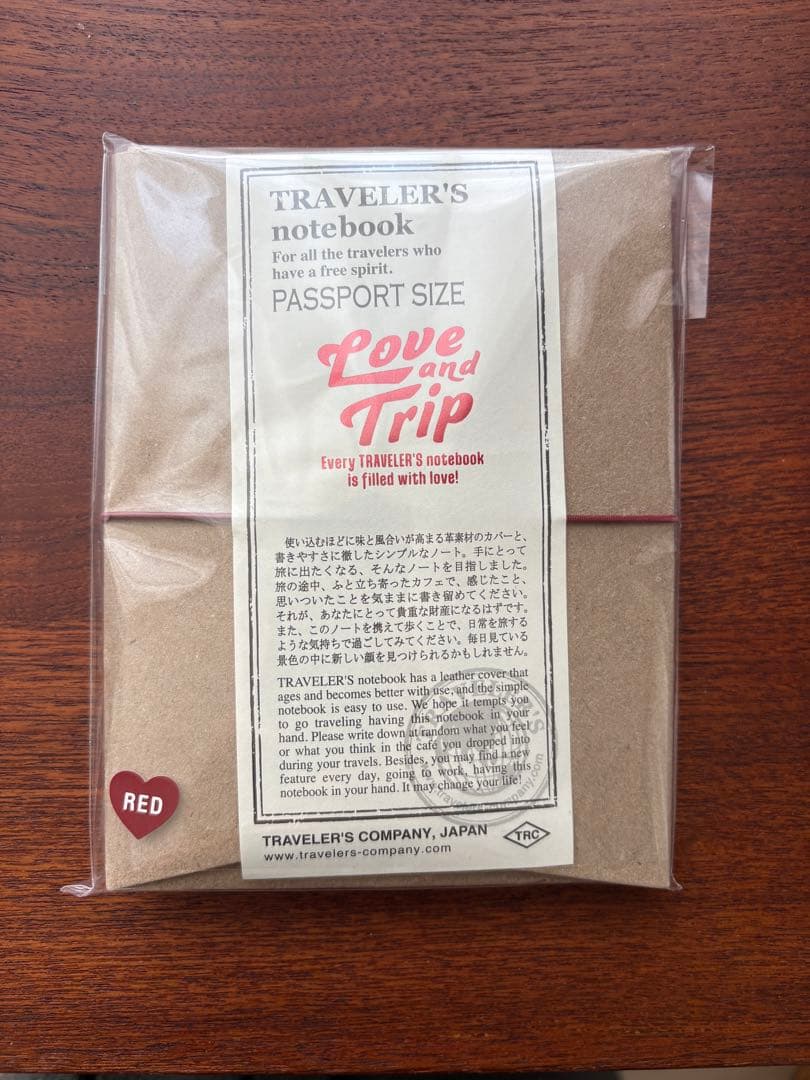 TRAVELER'S
notebook
For all the travelers who
have a free spirit.
PASSPORT SIZE
Love
and
Trip
Every TRAVELER'S notebook
is filled with love!
使い込むほどに味と風合いが高まる革素材のカバーと、
書きやすさに徹したシンプルなノート。手にとって
旅に出たくなる、そんなノートを目指しました。
旅の途中、ふと立ち寄ったカフェで、感じたこと、
思いついたことを気ままに書き留めてください。
それが、あなたにとって貴重な財産になるはずです。
また、このノートを携えて歩くことで、日常を旅する
ような気持ちで過ごしてみてください。毎日見ている
景色の中に新しい顔を見つけられるかもしれません。
TRAVELER'S notebook has a leather cover that
ages and becomes better with use, and the simple
notebook is easy to use. We hope it tempts you
to go traveling having this notebook in your
hand. Please write down at random what you feel
or what you think in the café you dropped into
during your travels. Besides, you may find a new
feature every day, going to work, having this
notebook in your hand. It may change your life!
RED
TRAVELER'S COMPANY, JAPAN
TRC
www.travelers-company.com